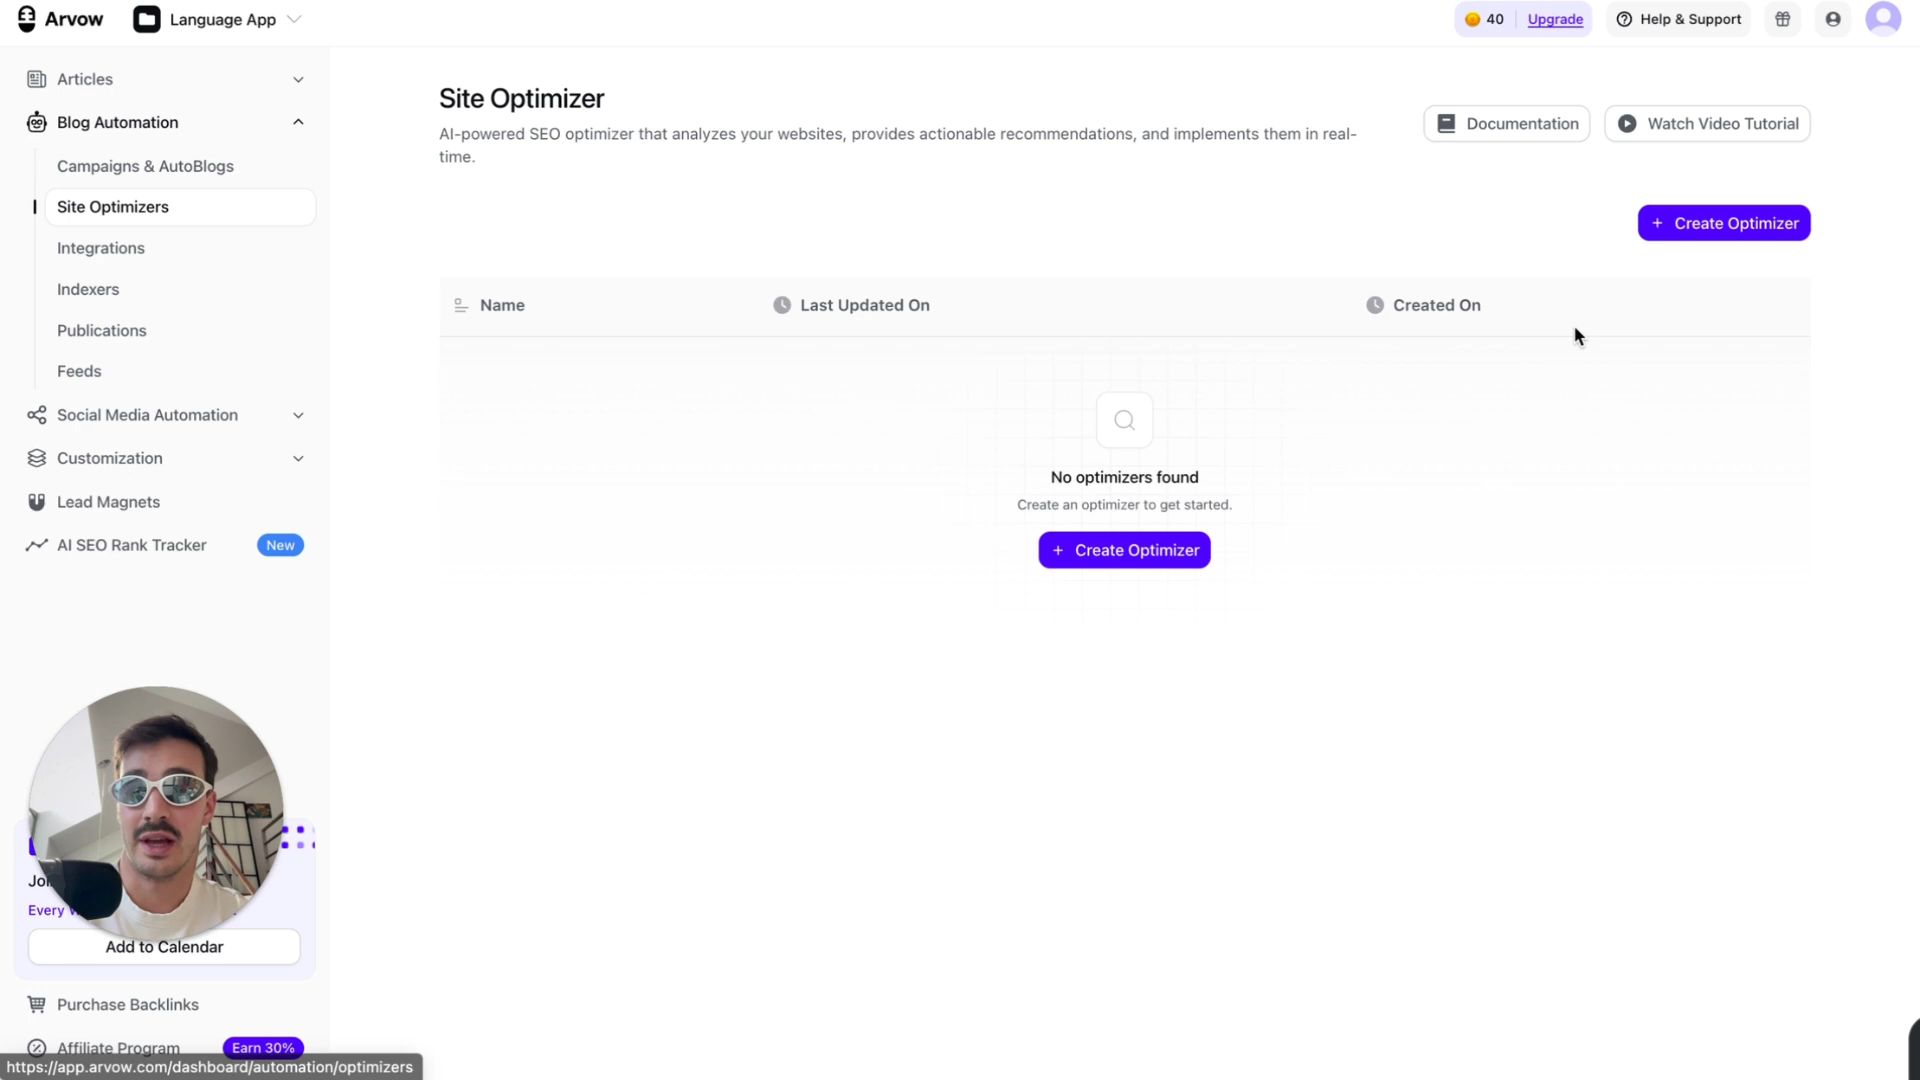 Arvow
Language App
40
Upgrade
Help & Support
Articles
Blog Automation
Campaigns & AutoBlogs
Site Optimizers
Integrations
Indexers
Publications
Feeds
Social Media Automation
Customization
Lead Magnets
AI SEO Rank Tracker
New
Every
Add to Calendar
Purchase Backlinks
Affiliate Program
Earn 30%
https://app.arvow.com/dashboard/automation/optimizers
Site Optimizer
AI-powered SEO optimizer that analyzes your websites, provides actionable recommendations, and implements them in real-
time.
Documentation
Watch Video Tutorial
+ Create Optimizer
Name
Last Updated On
Created On
No optimizers found
Create an optimizer to get started.
+ Create Optimizer